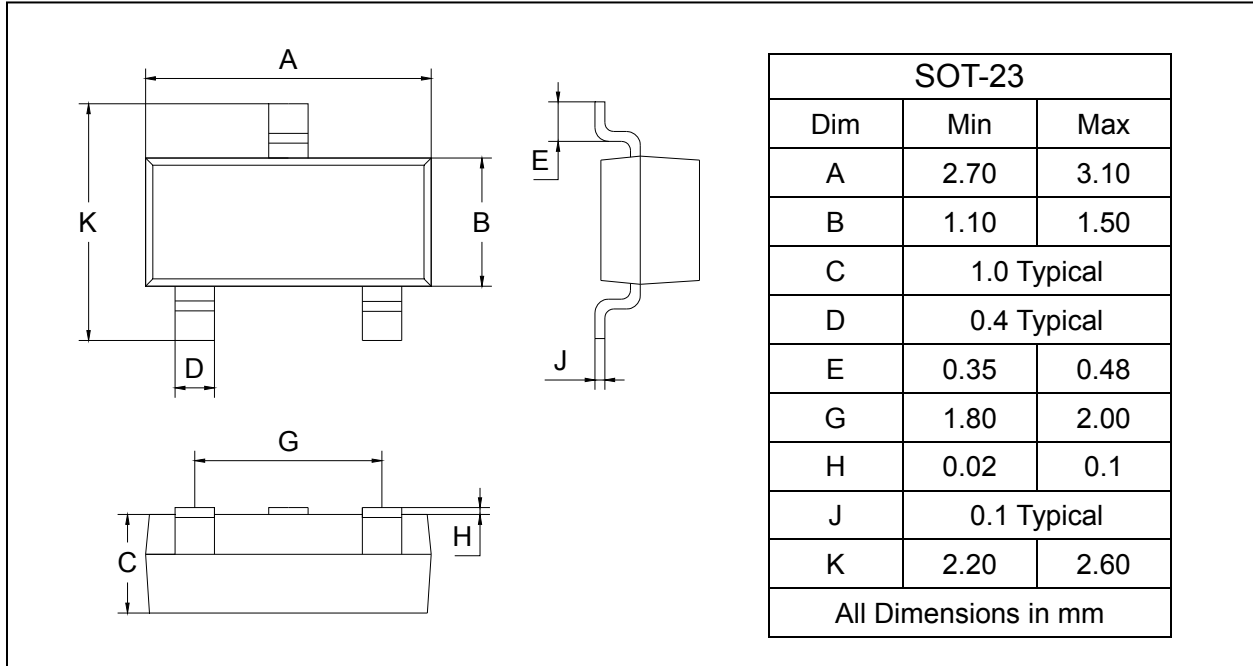 A
K
B
D
E
J
G
H
C
SOT-23
Dim Min Max
A 2.70 3.10
B 1.10 1.50
C 1.0 Typical
D 0.4 Typical
E 0.35 0.48
G 1.80 2.00
H 0.02 0.1
J 0.1 Typical
K 2.20 2.60
All Dimensions in mm